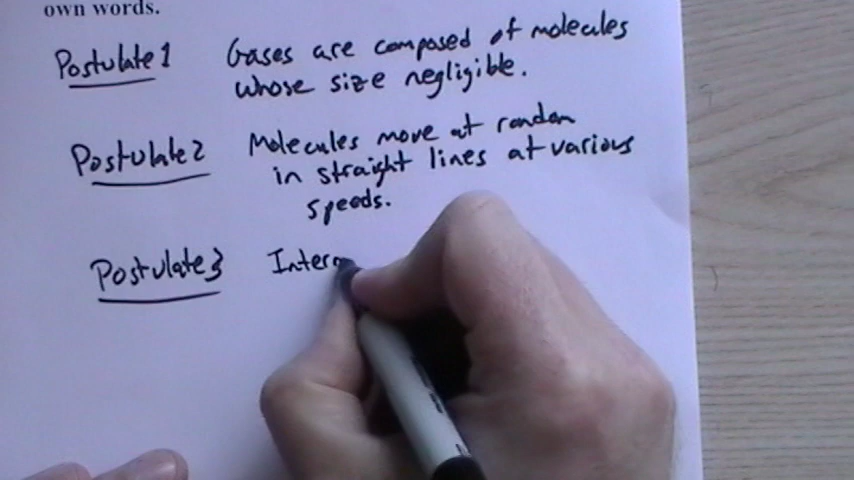 own words.
Postulate 1 Gases are composed of molecules
whose size negligible.
Postulate 2 Molecules move at random
in straight lines at various
speeds.
Postulate 3 Interm